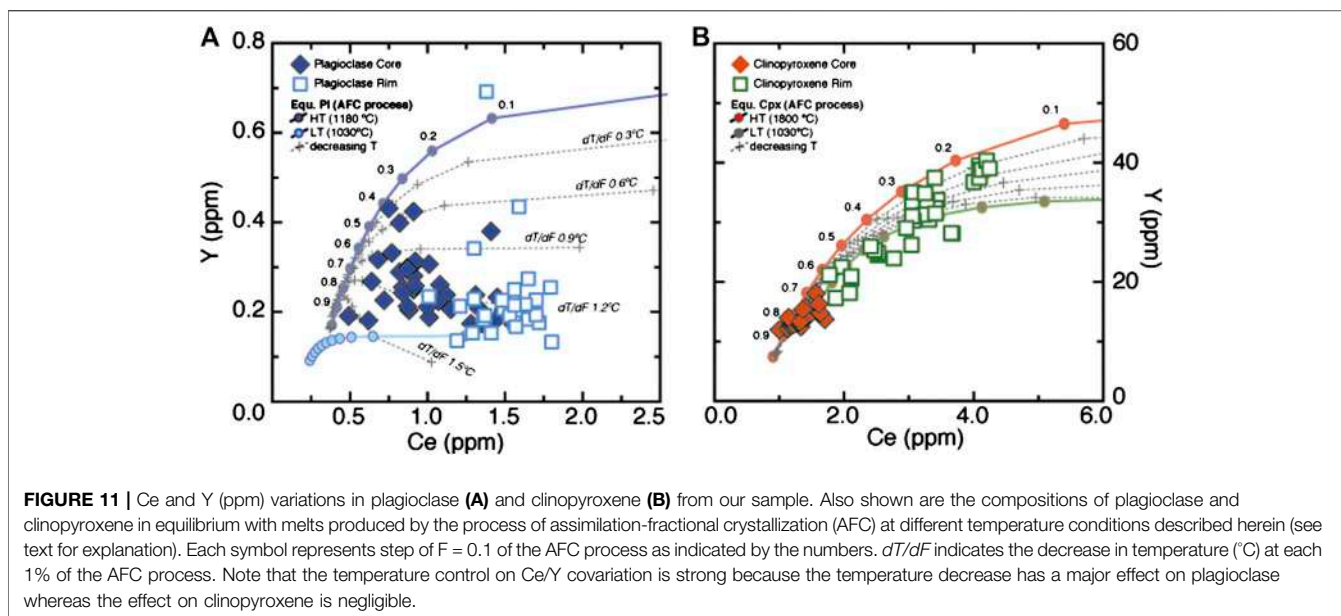 A
0.8
0.6
0.4
0.2
0.0
Y (ppm)
Plagioclase Core
Plagioclase Rim
Equ. Pl (AFC process)
HT (1180 ºC)
LT (1030ºC)
decreasing T
0.1
0.2
0.3
0.4
0.5
0.6
0.7
0.8
0.9
dT/dF 0.3ºC
dT/dF 0.6ºC
dT/dF 0.9ºC
dT/dF 1.2ºC
dT/dF 1.5ºC
0.5
1.0
1.5
2.0
2.5
Ce (ppm)
B
Clinopyroxene Core
Clinopyroxene Rim
Equ. Cpx (AFC process)
HT (1800 ºC)
LT (1030ºC)
decreasing T
0.1
0.2
0.3
0.4
0.5
0.6
0.7
0.8
0.9
60
40
20
0
Y (ppm)
0.0
2.0
4.0
6.0
Ce (ppm)
FIGURE 11 | Ce and Y (ppm) variations in plagioclase (A) and clinopyroxene (B) from our sample. Also shown are the compositions of plagioclase and
clinopyroxene in equilibrium with melts produced by the process of assimilation-fractional crystallization (AFC) at different temperature conditions described herein (see
text for explanation). Each symbol represents step of F = 0.1 of the AFC process as indicated by the numbers. dT/dF indicates the decrease in temperature (°C) at each
1% of the AFC process. Note that the temperature control on Ce/Y covariation is strong because the temperature decrease has a major effect on plagioclase
whereas the effect on clinopyroxene is negligible.